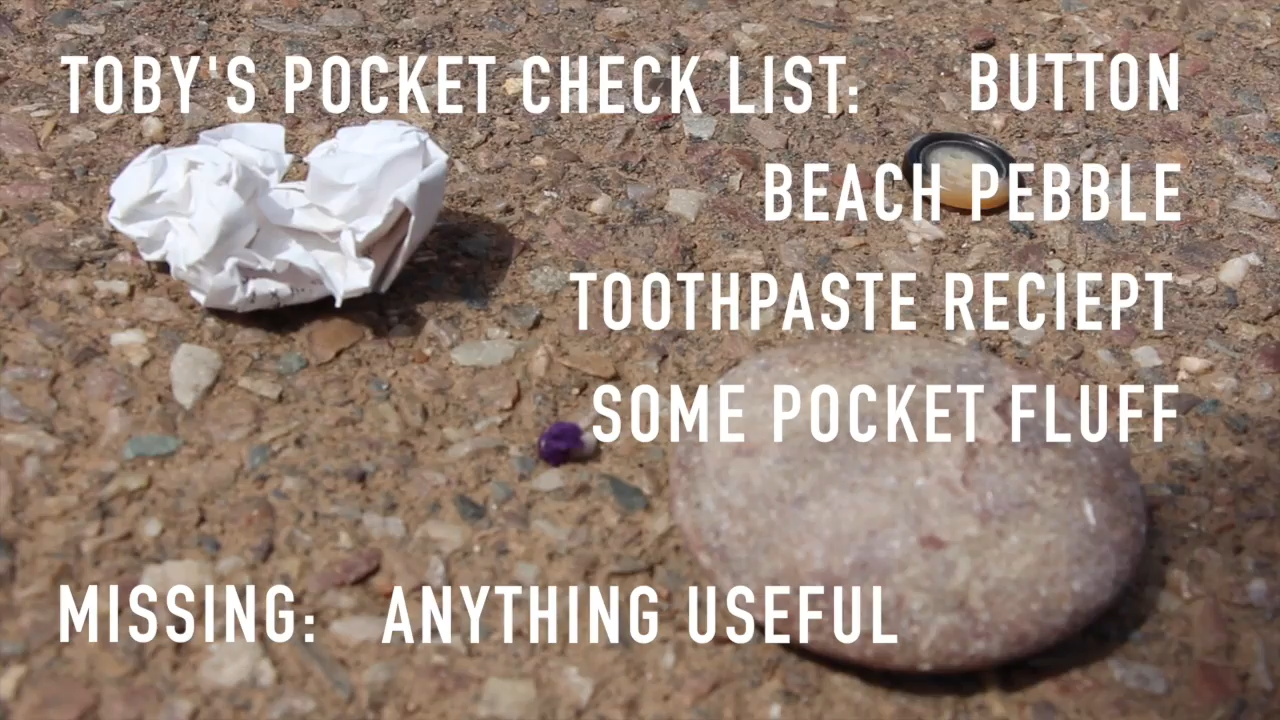 TOBY'S POCKET CHECK LIST: BUTTON
BEACH PEBBLE
TOOTHPASTE RECIEPT
SOME POCKET FLUFF
MISSING: ANYTHING USEFUL